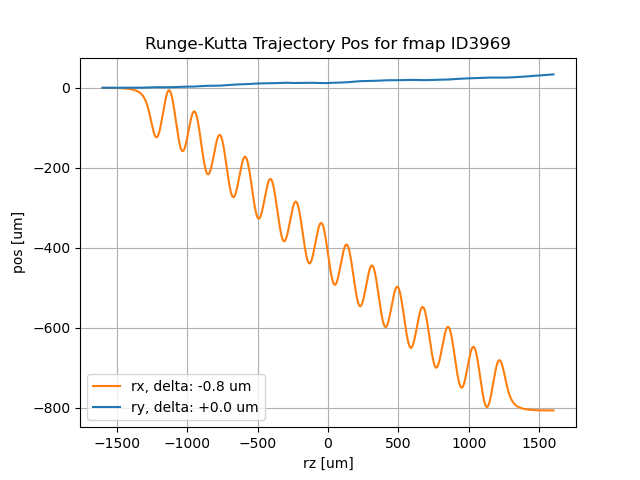 Runge-Kutta Trajectory Pos for fmap ID3969
pos [um]
0
−200
−400
−600
−800
rx, delta: -0.8 um
ry, delta: +0.0 um
−1500
−1000
−500
0
500
1000
1500
rz [um]